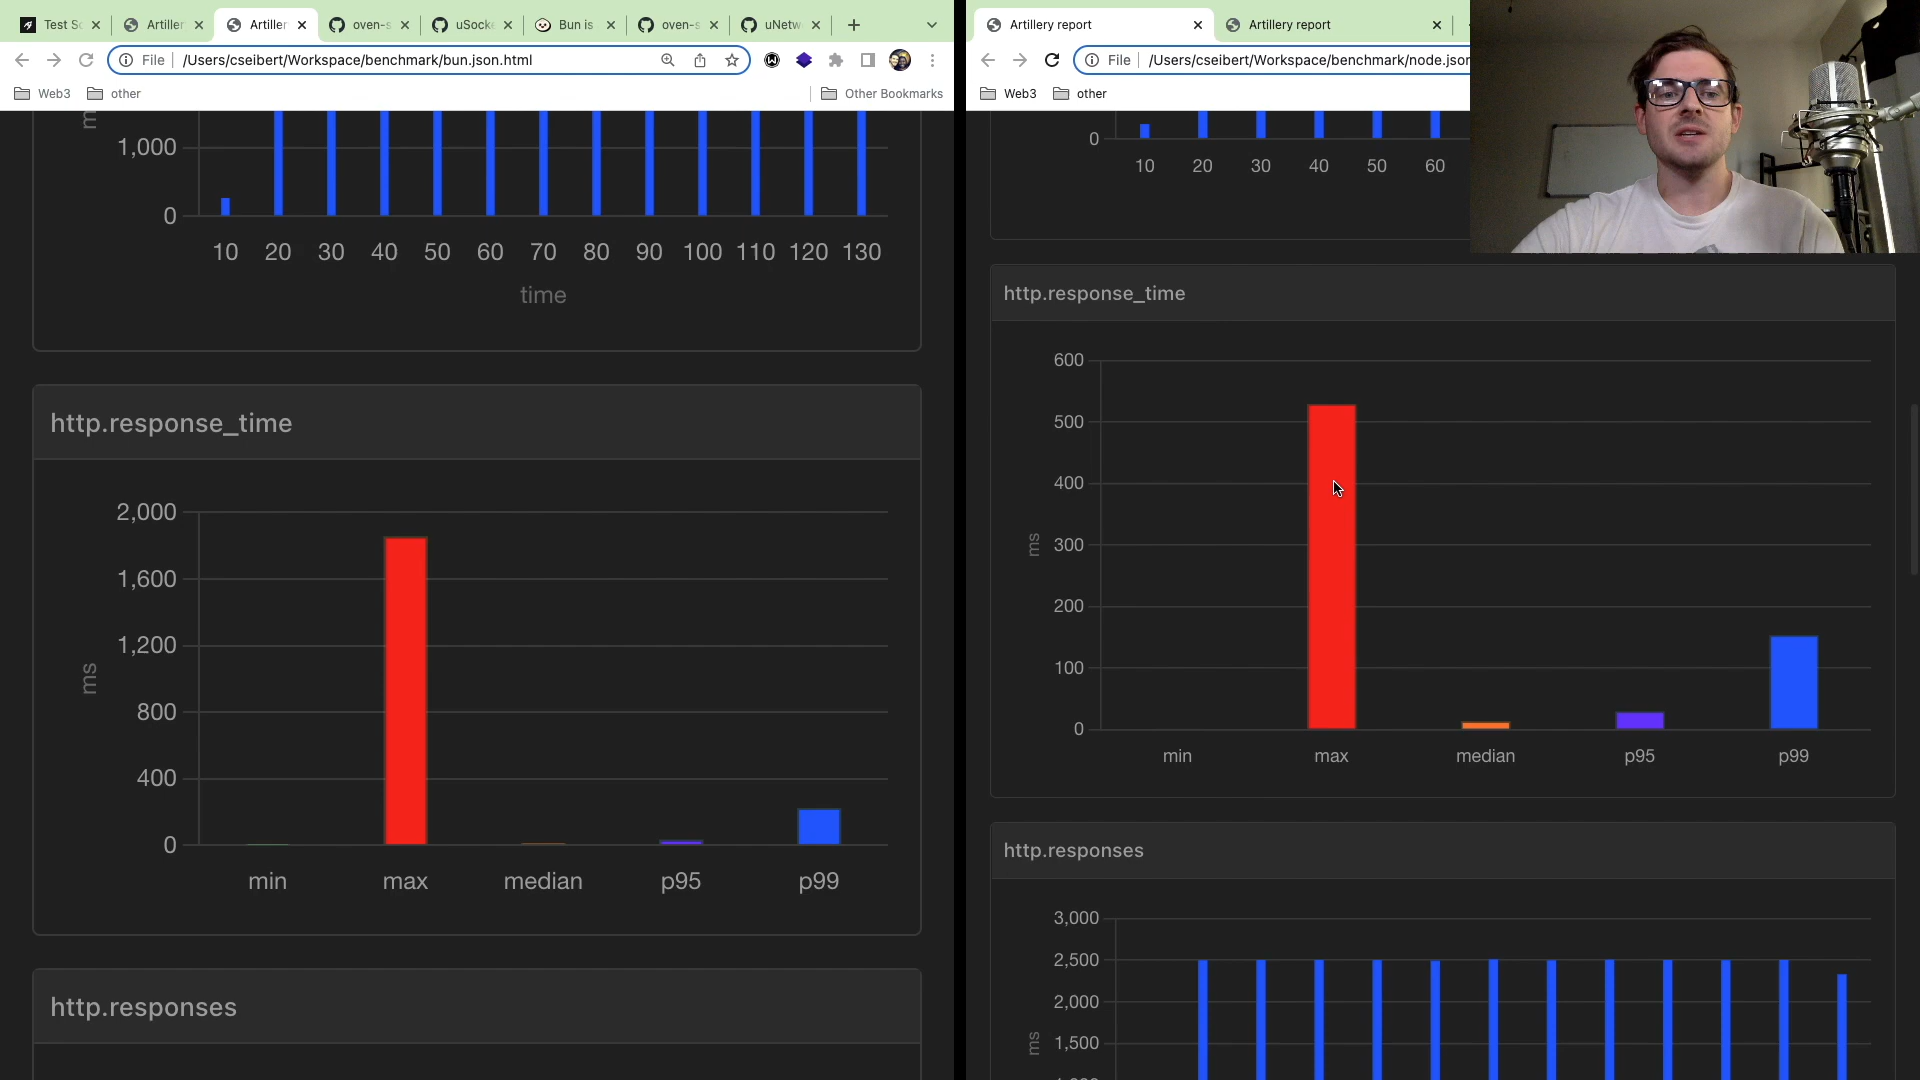 Test Sc
Artiller
Artiller
oven-s
uSocke
Bun is
oven-s
uNetw
File
/Users/cseibert/Workspace/benchmark/bun.json.html
Web3
other
Other Bookmarks
1,000
0
10 20 30 40 50 60 70 80 90 100 110 120 130
time
http.response_time
2,000
1,600
1,200
800
400
0
ms
min max median p95 p99
http.responses
Artillery report
Artillery report
File
/Users/cseibert/Workspace/benchmark/node.json
Web3
other
0
10 20 30 40 50 60
http.response_time
600
500
400
300
200
100
0
ms
min max median p95 p99
http.responses
3,000
2,500
2,000
1,500
ms